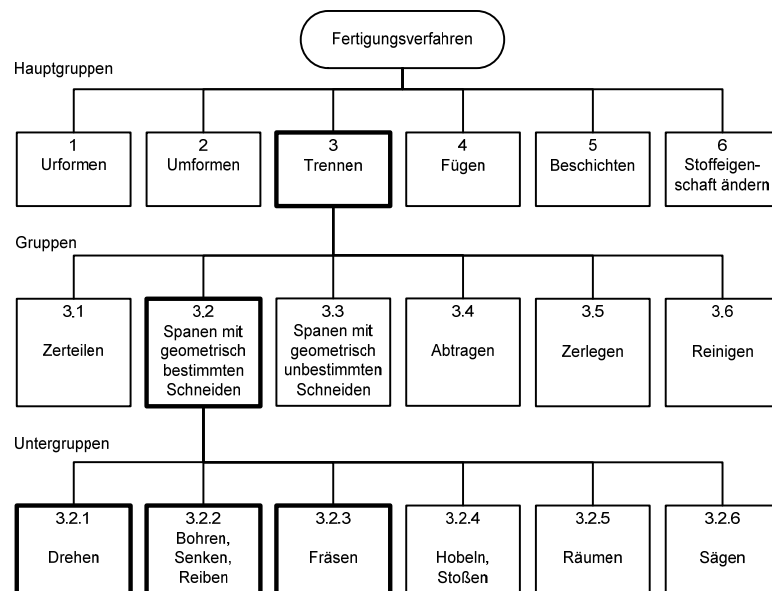 Fertigungsverfahren
Hauptgruppen
1
Urformen
2
Umformen
3
Trennen
4
Fügen
5
Beschichten
6
Stoffeigen-
schaft ändern
Gruppen
3.1
Zerteilen
3.2
Spanen mit
geometrisch
bestimmten
Schneiden
3.3
Spanen mit
geometrisch
unbestimmten
Schneiden
3.4
Abtragen
3.5
Zerlegen
3.6
Reinigen
Untergruppen
3.2.1
Drehen
3.2.2
Bohren,
Senken,
Reiben
3.2.3
Fräsen
3.2.4
Hobeln,
Stoßen
3.2.5
Räumen
3.2.6
Sägen